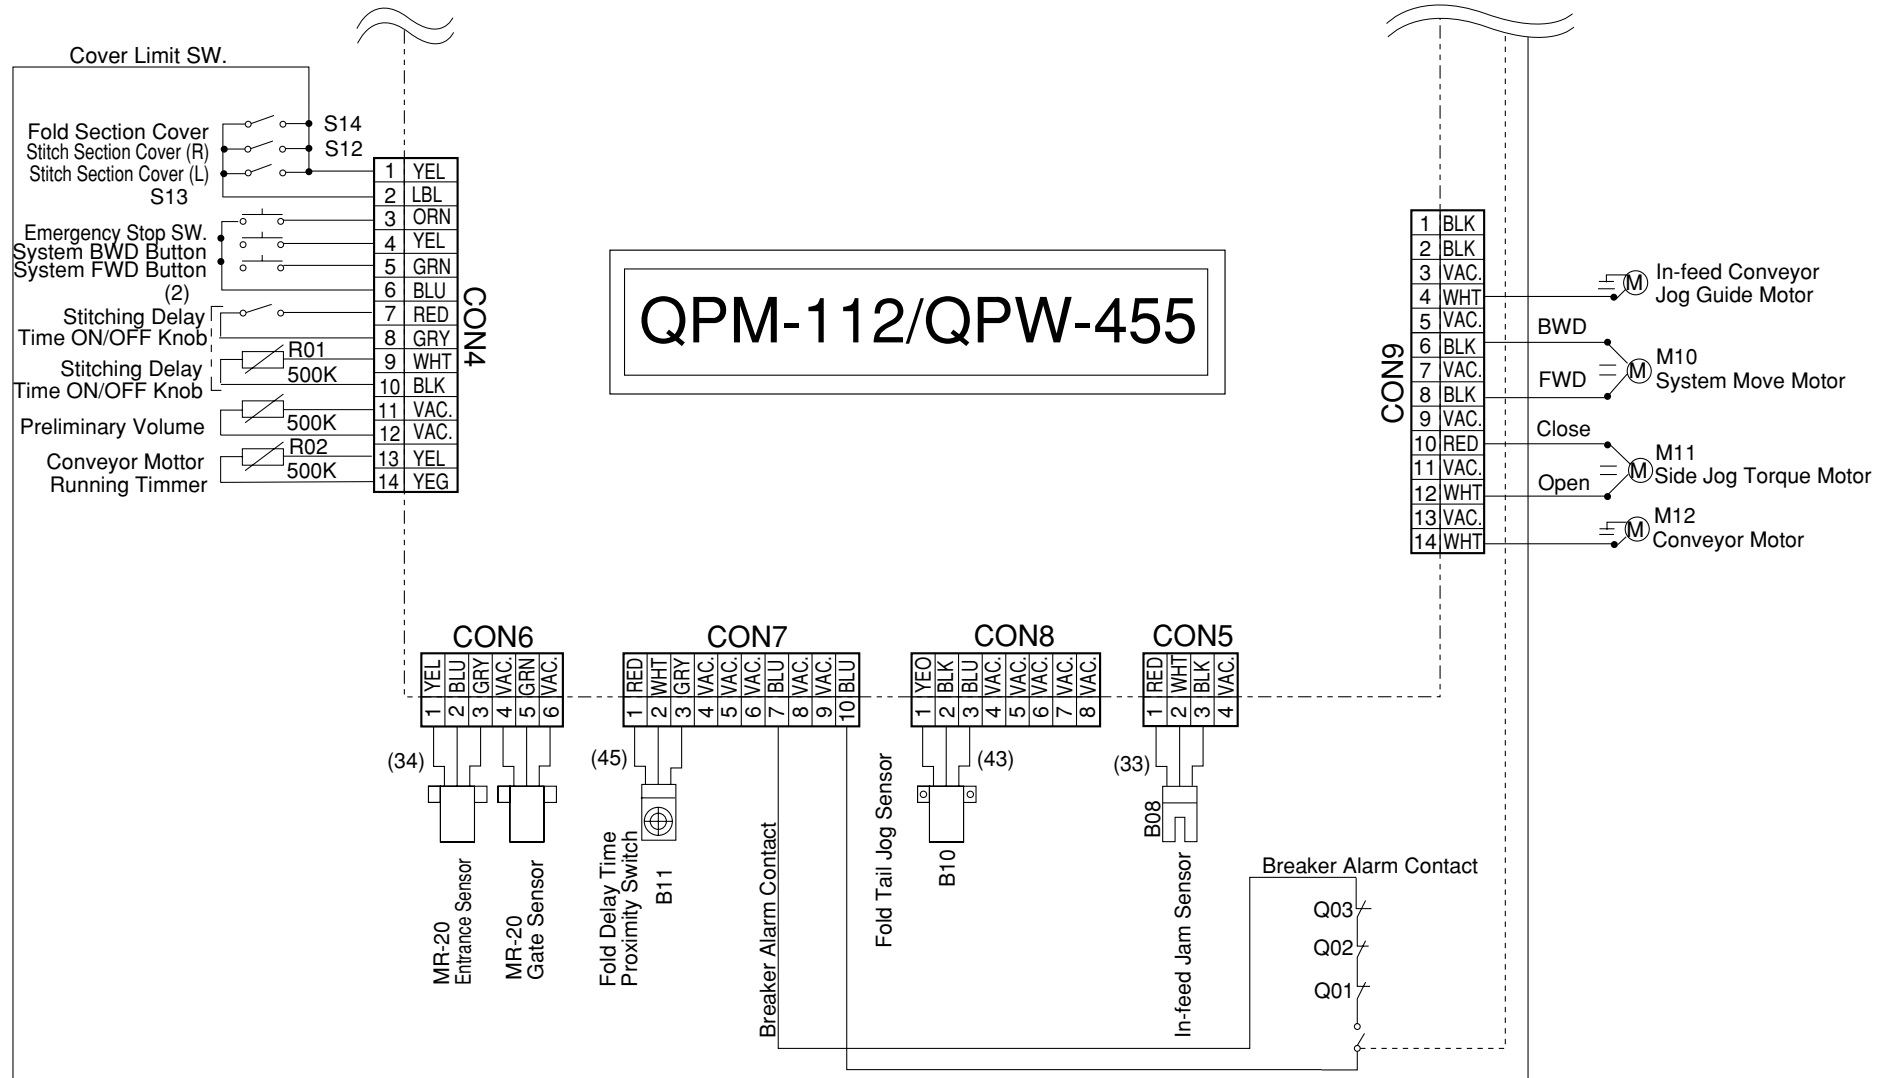 Cover Limit SW.
Fold Section Cover
S14
Stitch Section Cover (R)
S12
Stitch Section Cover (L)
S13
Emergency Stop SW.
System BWD Button
System FWD Button
(2)
Stitching Delay
Time ON/OFF Knob
R01
500K
Stitching Delay
Time ON/OFF Knob
500K
Preliminary Volume
R02
500K
Conveyor Mottor
Running Timmer
1 YEL
2 LBL
3 ORN
4 YEL
5 GRN
6 BLU
7 RED
8 GRY
9 WHT
10 BLK
11 VAC.
12 VAC.
13 YEL
14 YEG
CON4
QPM-112/QPW-455
CON9
1 BLK
2 BLK
3 VAC.
4 WHT
5 VAC.
6 BLK
7 VAC.
8 BLK
9 VAC.
10 RED
11 VAC.
12 WHT
13 VAC.
14 WHT
In-feed Conveyor
Jog Guide Motor
M
BWD
FWD
M10
M
System Move Motor
Close
Open
M11
M
Side Jog Torque Motor
M12
M
Conveyor Motor
CON6
YEL BLU GRY VAC. GRN VAC.
1 2 3 4 5 6
(34)
MR-20
Entrance Sensor
MR-20
Gate Sensor
CON7
RED WHT GRY VAC. VAC. VAC. BLU VAC. VAC. BLU
1 2 3 4 5 6 7 8 9 10
(45)
Fold Delay Time
Proximity Switch
B11
Breaker Alarm Contact
CON8
YEO BLK BLU VAC. VAC. VAC. VAC. VAC.
1 2 3 4 5 6 7 8
(43)
Fold Tail Jog Sensor
B10
CON5
RED WHT BLK VAC.
1 2 3 4
(33)
B08
In-feed Jam Sensor
Breaker Alarm Contact
Q03
Q02
Q01